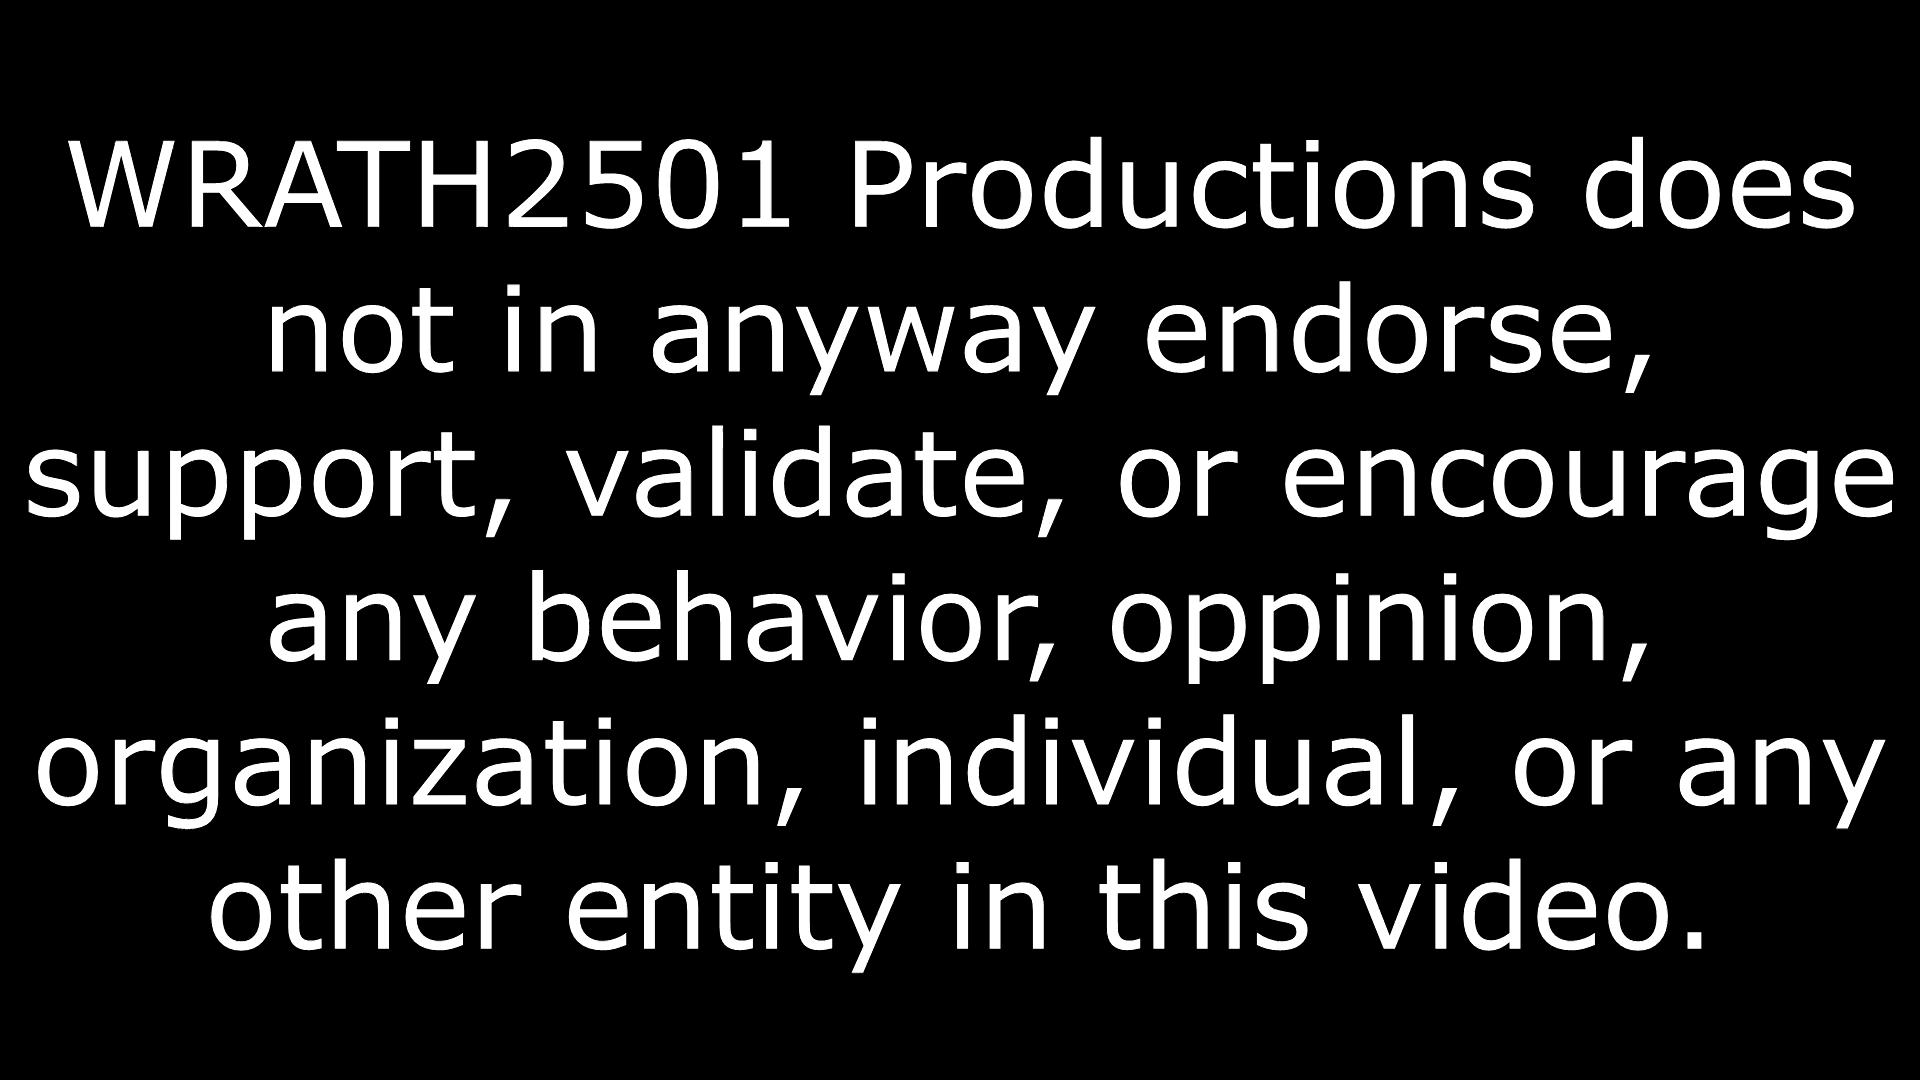 WRATH2501 Productions does
not in anyway endorse,
support, validate, or encourage
any behavior, oppinion,
organization, individual, or any
other entity in this video.